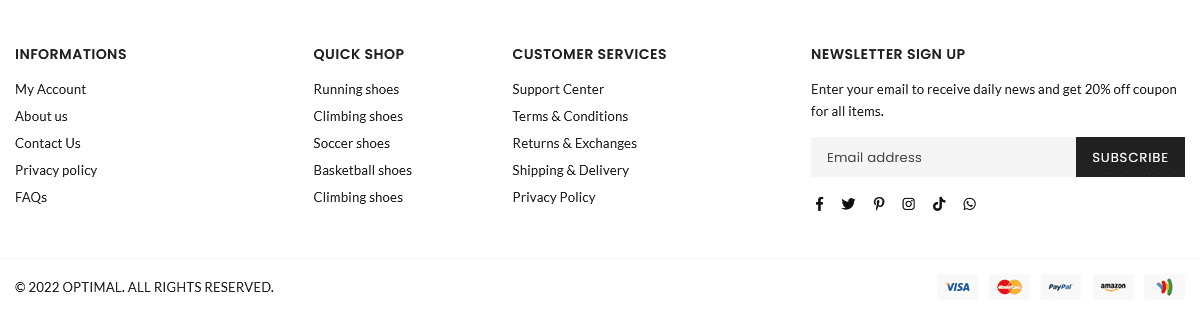 INFORMATIONS
My Account
About us
Contact Us
Privacy policy
FAQs
QUICK SHOP
Running shoes
Climbing shoes
Soccer shoes
Basketball shoes
Climbing shoes
CUSTOMER SERVICES
Support Center
Terms & Conditions
Returns & Exchanges
Shipping & Delivery
Privacy Policy
NEWSLETTER SIGN UP
Enter your email to receive daily news and get 20% off coupon
for all items.
Email address SUBSCRIBE
© 2022 OPTIMAL. ALL RIGHTS RESERVED.
VISA MasterCard PayPal amazon